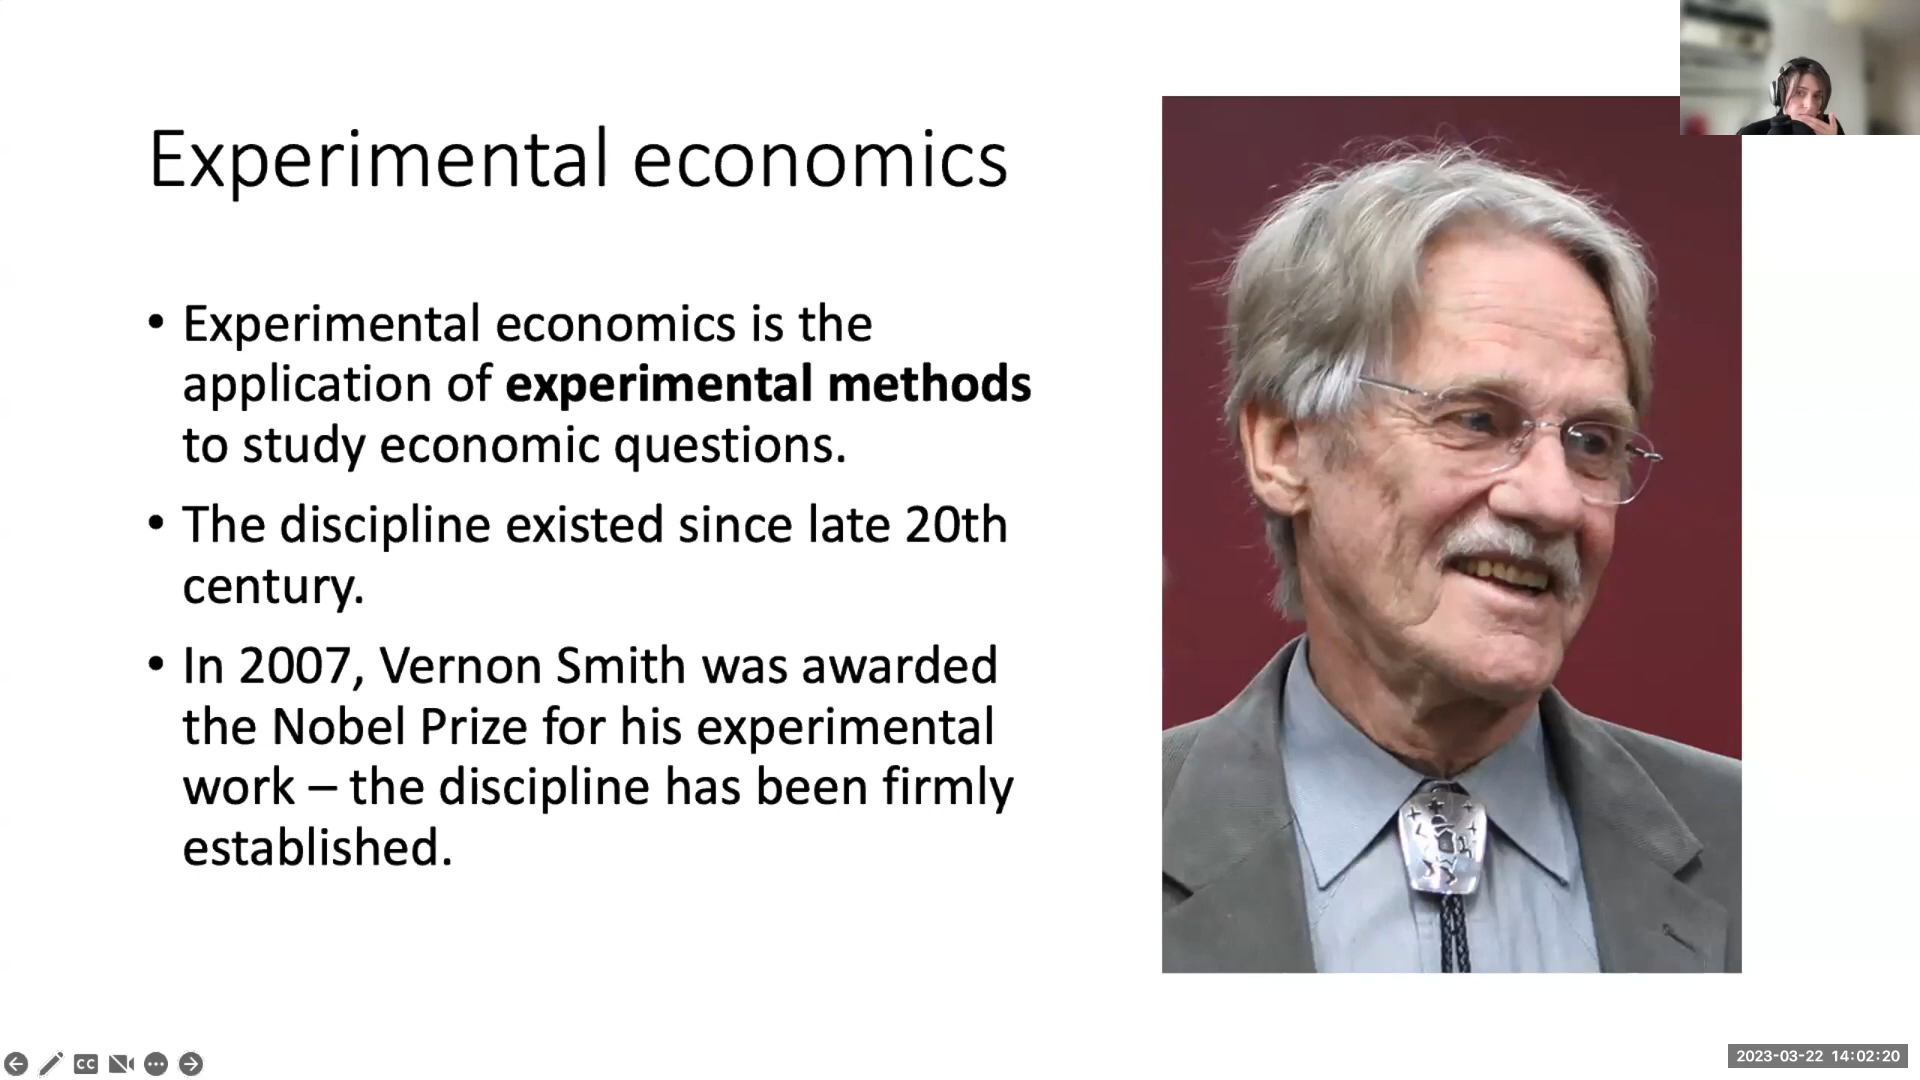 Experimental economics
• Experimental economics is the
application of experimental methods
to study economic questions.
• The discipline existed since late 20th
century.
• In 2007, Vernon Smith was awarded
the Nobel Prize for his experimental
work – the discipline has been firmly
established.
CC
2023-03-22 14:02:20